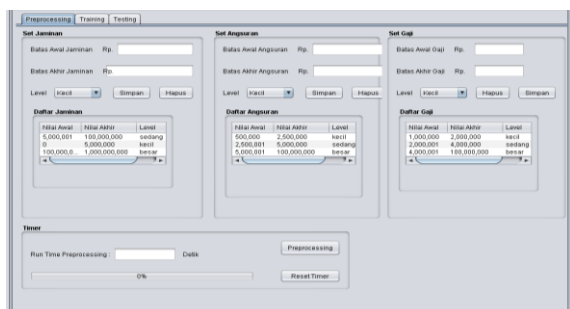 Preprocessing Training Testing
Set Jaminan
Batas Awal Jaminan Rp.
Batas Akhir Jaminan Rp.
Level Kecil Simpan Hapus
Daftar Jaminan
Nilai Awal Nilai Akhir Level
5,000,001 100,000,000 sedang
0 5,000,000 kecil
100,000,0... 1,000,000,000 besar
Set Angsuran
Batas Awal Angsuran Rp.
Batas Akhir Angsuran Rp.
Level Kecil Simpan Hapus
Daftar Angsuran
Nilai Awal Nilai Akhir Level
500,000 2,500,000 kecil
2,500,001 5,000,000 sedang
5,000,001 100,000,000 besar
Set Gaji
Batas Awal Gaji Rp.
Batas Akhir Gaji Rp.
Level Kecil Hapus Simpan
Daftar Gaji
Nilai Awal Nilai Akhir Level
1,000,000 2,000,000 kecil
2,000,001 4,000,000 sedang
4,000,001 100,000,000 besar
Timer
Run Time Preprocessing : Detik
Preprocessing
0%
Reset Timer